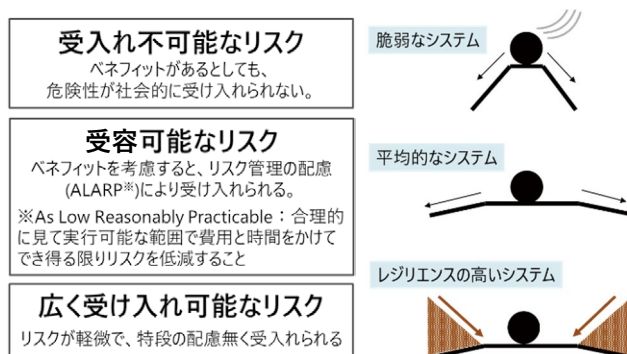 受入れ不可能なリスク
ベネフィットがあるとしても、
危険性が社会的に受け入れられない。
受容可能なリスク
ベネフィットを考慮すると、リスク管理の配慮
(ALARP※)により受け入れられる。
※As Low Reasonably Practicable：合理的
に見て実行可能な範囲で費用と時間をかけて
でき得る限りリスクを低減すること
広く受け入れ可能なリスク
リスクが軽微で、特段の配慮無く受入れられる
脆弱なシステム
平均的なシステム
レジリエンスの高いシステム